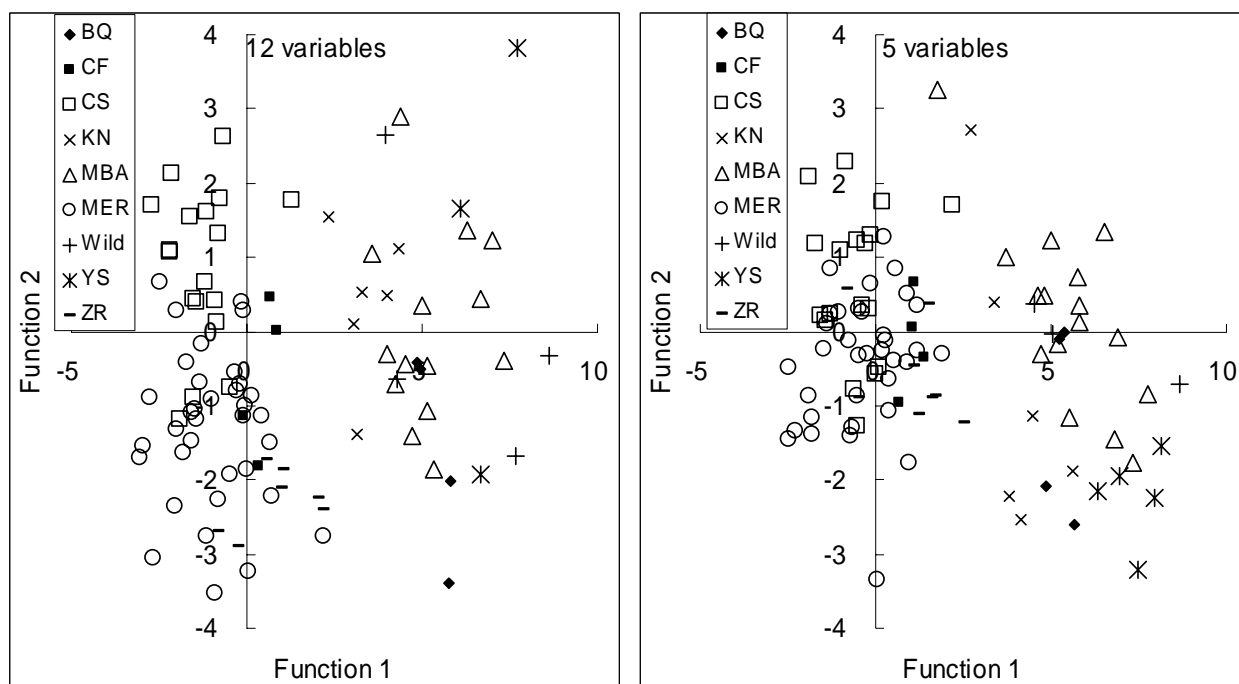 12 variables
BQ
CF
CS
KN
MBA
MER
Wild
YS
ZR
4
3
2
1
0
-1
-2
-3
-4
-5
0
5
10
Function 2
Function 1
5 variables
BQ
CF
CS
KN
MBA
MER
Wild
YS
ZR
4
3
2
1
0
-1
-2
-3
-4
-5
0
5
10
Function 2
Function 1